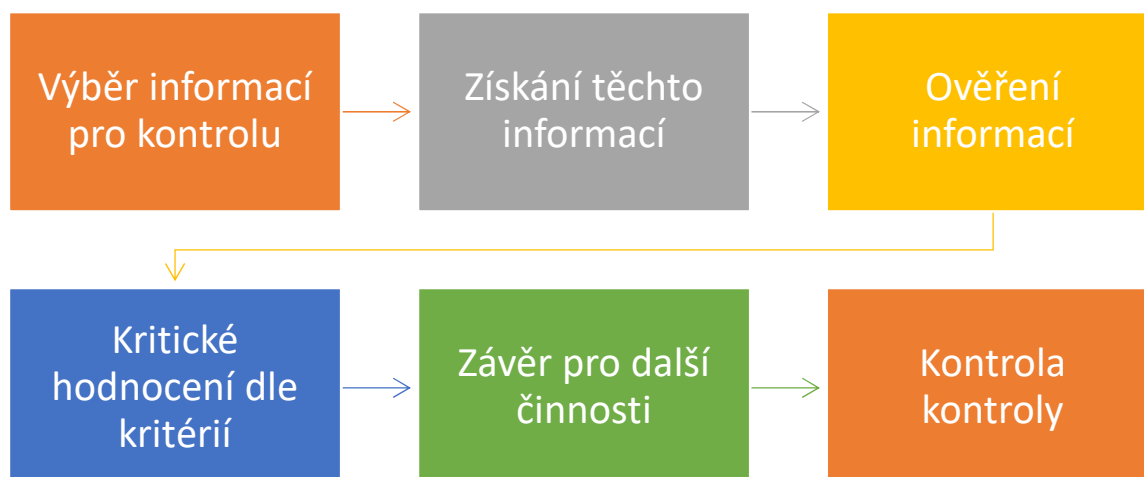 Výběr informací
pro kontrolu
Získání těchto
informací
Ověření
informací
Kritické
hodnocení dle
kritérií
Závěr pro další
činnosti
Kontrola
kontroly